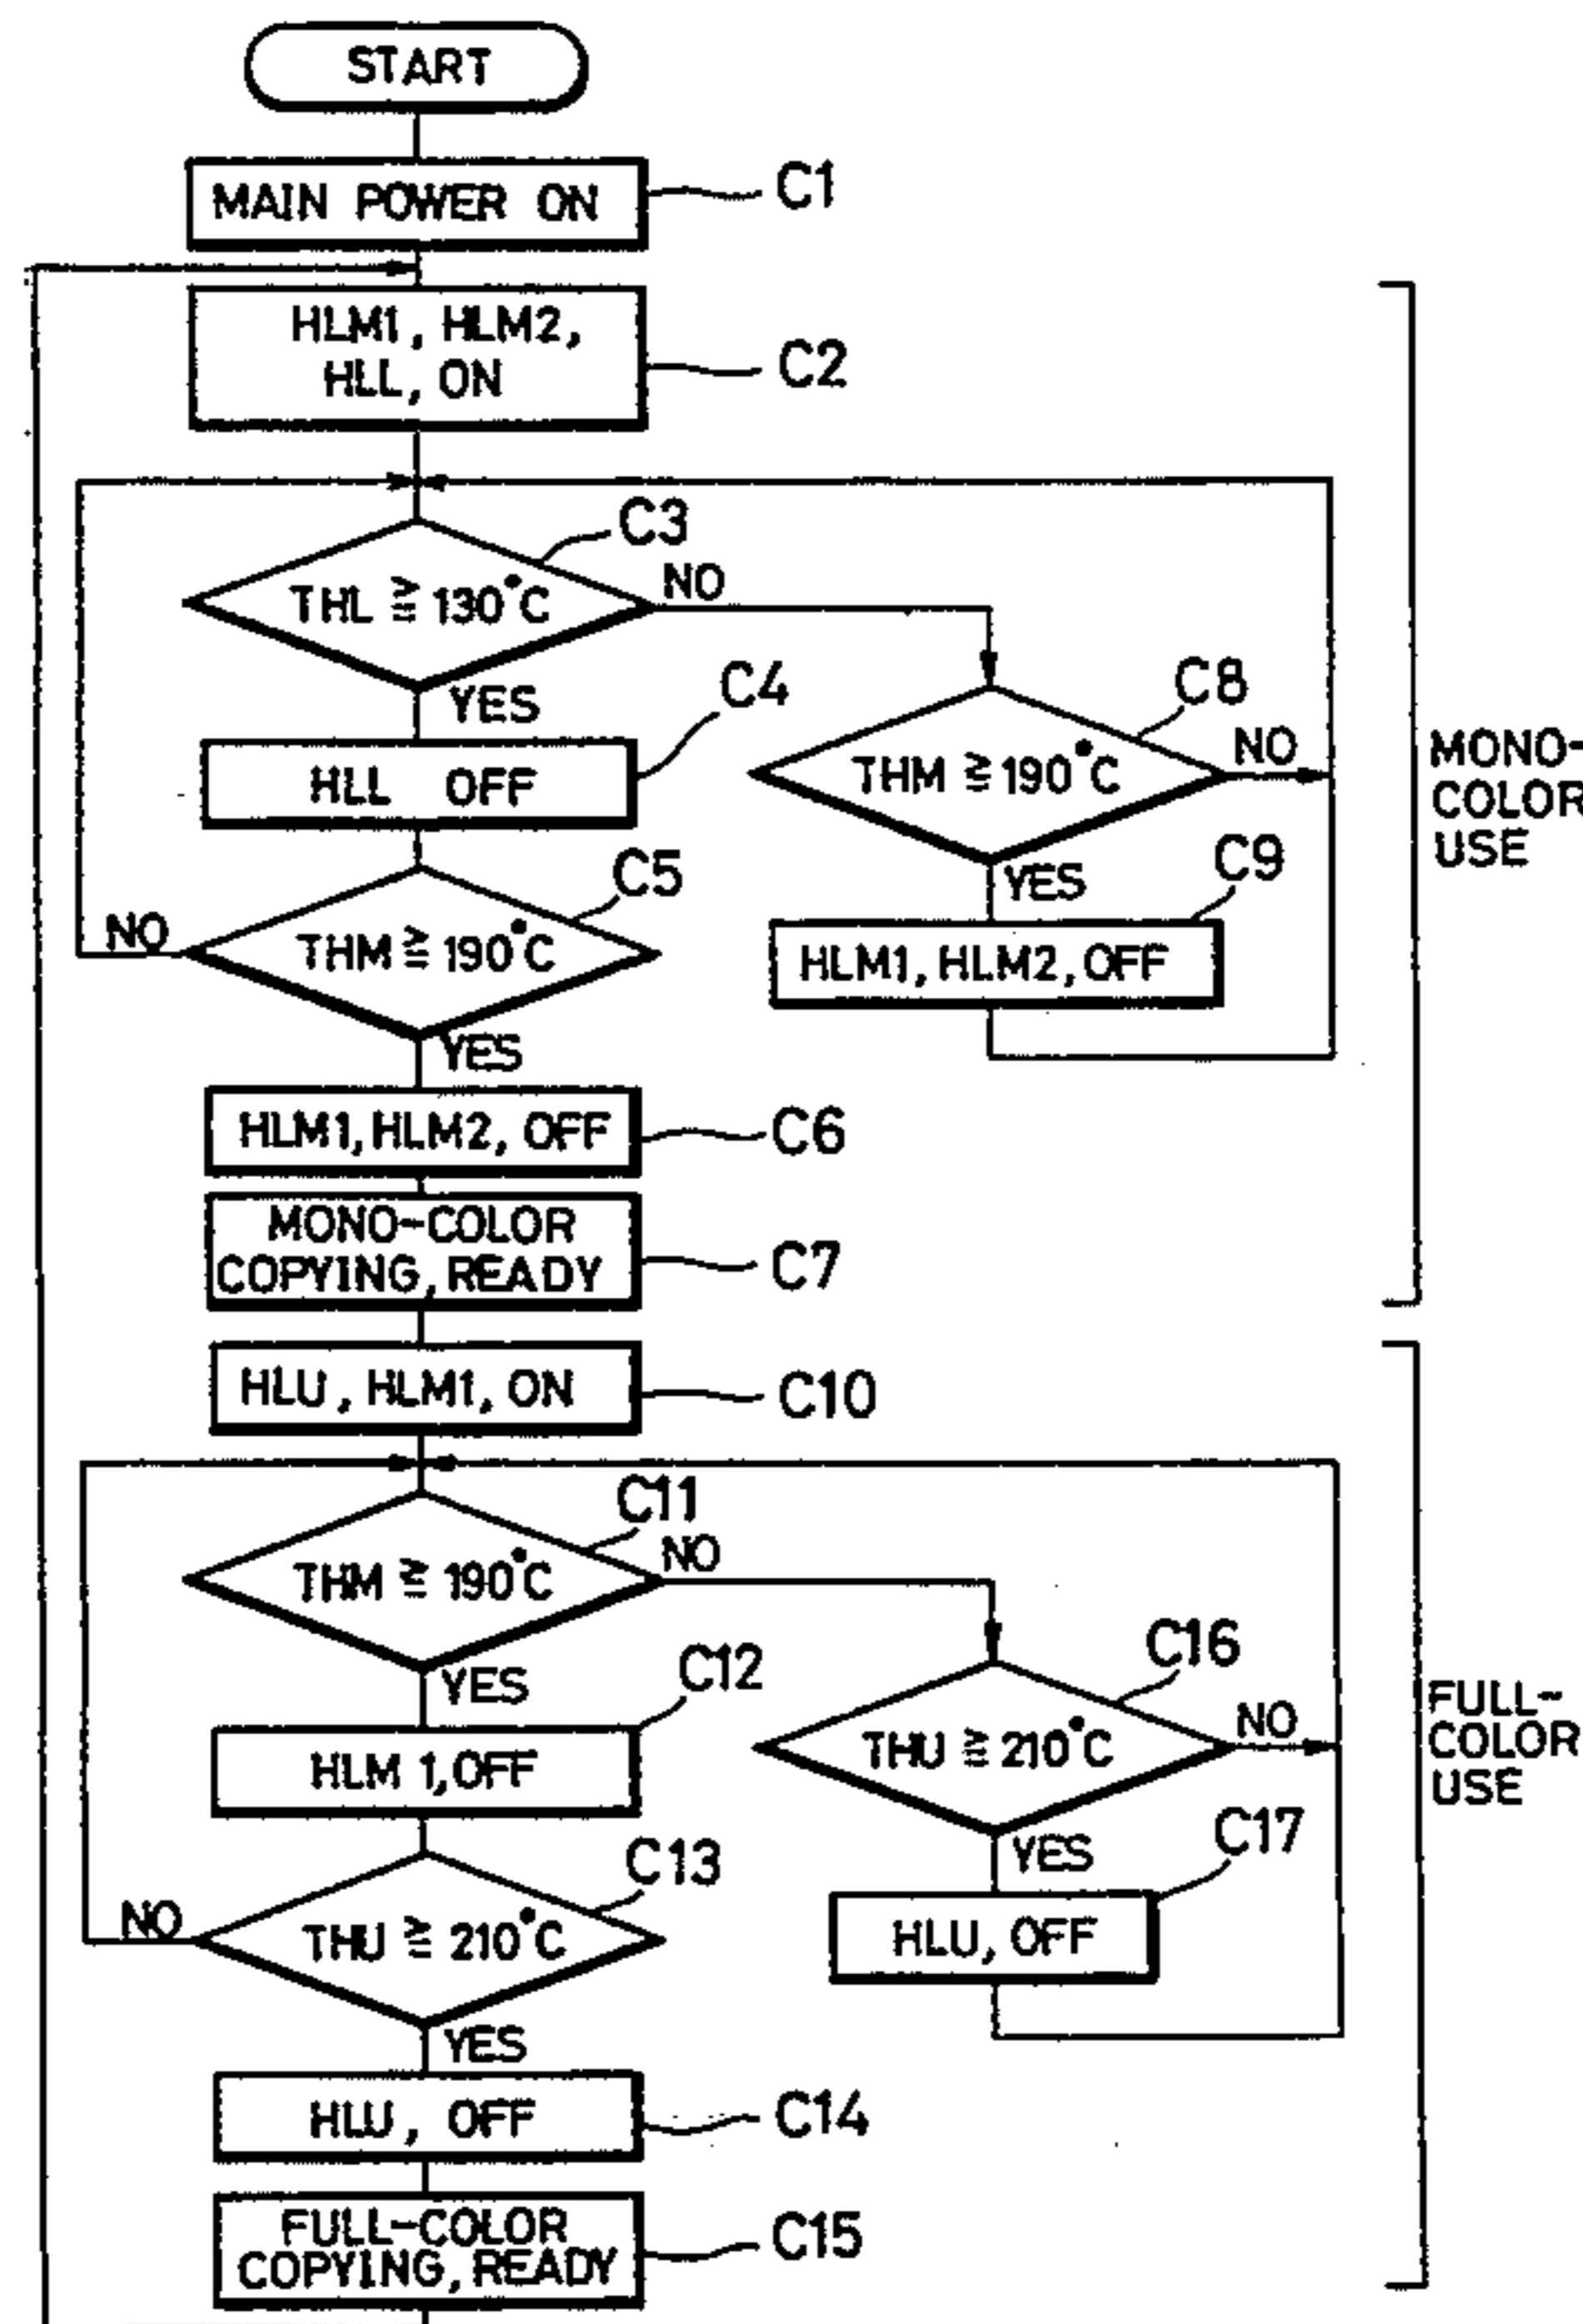 START
MAIN POWER ON
C1
HLM1, HLM2,
HLL, ON
C2
C3
THL ≧ 130°C
NO
YES
C4
HLL OFF
C8
THM ≧ 190°C
NO
YES
C5
THM ≧ 190°C
NO
YES
C9
HLM1, HLM2, OFF
MONO-
COLOR
USE
HLM1, HLM2, OFF
C6
MONO-COLOR
COPYING, READY
C7
HLU, HLM1, ON
C10
C11
THM ≧ 190°C
NO
YES
C12
HLM 1, OFF
C16
THU ≧ 210°C
NO
YES
FULL-
COLOR
USE
C13
THU ≧ 210°C
NO
YES
C17
HLU, OFF
HLU, OFF
C14
FULL-COLOR
COPYING, READY
C15